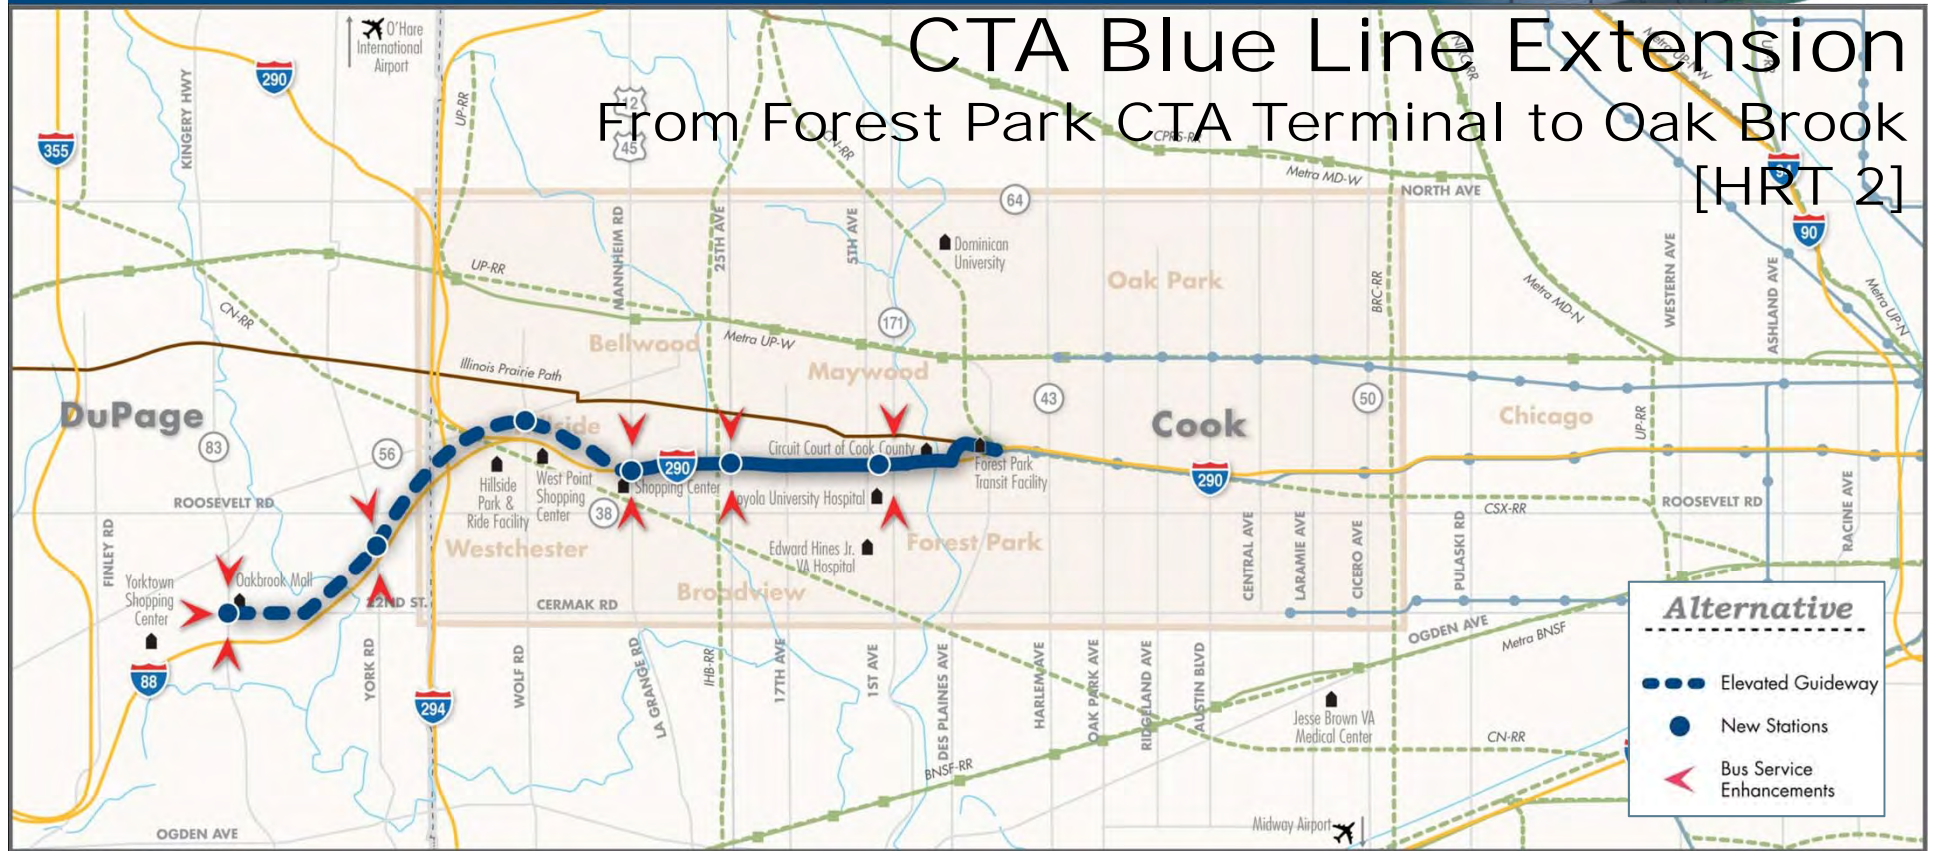 CTA Blue Line Extension
From Forest Park CTA Terminal to Oak Brook
[HRT 2]
O'Hare
International
Airport
290
355
KINGERY HWY
UP-RR
12
45
CN-RR
CPRS-RR
Metra MD-W
NORTH AVE
Metra UP-N/W
94
90
64
MANNHEIM RD
25TH AVE
5TH AVE
Dominican
University
Oak Park
BRC-RR
Metra MD-N
WESTERN AVE
ASHLAND AVE
Metra UP-N
UP-RR
CN-RR
Bellwood
Metra UP-W
171
Maywood
Illinois Prairie Path
DuPage
83
56
43
Cook
50
Chicago
UP-RR
290
Circuit Court of Cook County
Forest Park
Transit Facility
290
Hillside
Park &
Ride Facility
West Point
Shopping
Center
Shopping Center
38
oyola University Hospital
ROOSEVELT RD
ROOSEVELT RD
CSX-RR
RACINE AVE
FINLEY RD
Westchester
Edward Hines Jr.
VA Hospital
Forest Park
CENTRAL AVE
LARAMIE AVE
CICERO AVE
PULASKI RD
Yorktown
Shopping
Center
Oakbrook Mall
22ND ST.
CERMAK RD
Broadview
OGDEN AVE
Metra BNSF
88
YORK RD
294
WOLF RD
LA GRANGE RD
IHB-RR
17TH AVE
1ST AVE
DES PLAINES AVE
HARLEM AVE
OAK PARK AVE
RIDGELAND AVE
AUSTIN BLVD
Jesse Brown VA
Medical Center
CN-RR
BNSF-RR
OGDEN AVE
Midway Airport
Alternative
Elevated Guideway
New Stations
Bus Service
Enhancements